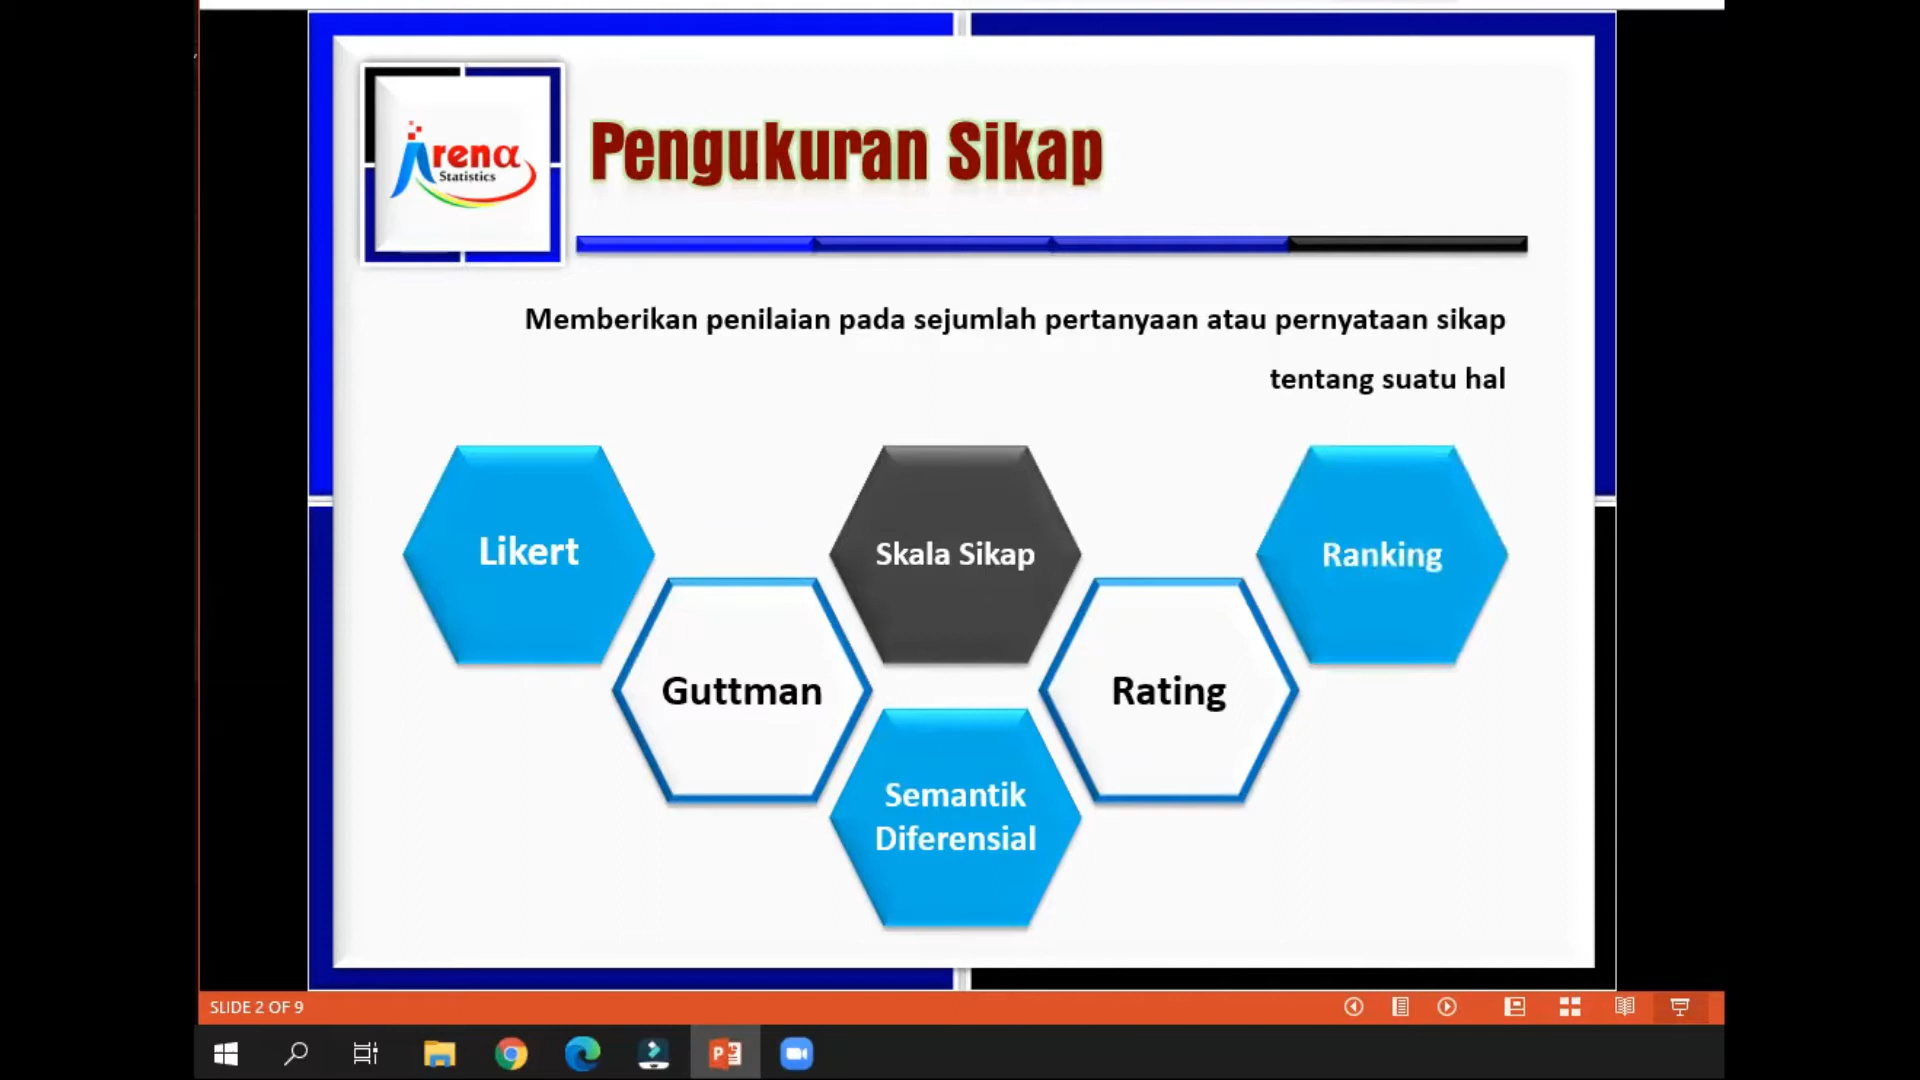 Arena
Statistics
Pengukuran Sikap
Memberikan penilaian pada sejumlah pertanyaan atau pernyataan sikap
tentang suatu hal
Likert
Skala Sikap
Ranking
Guttman
Rating
Semantik
Diferensial
SLIDE 2 OF 9